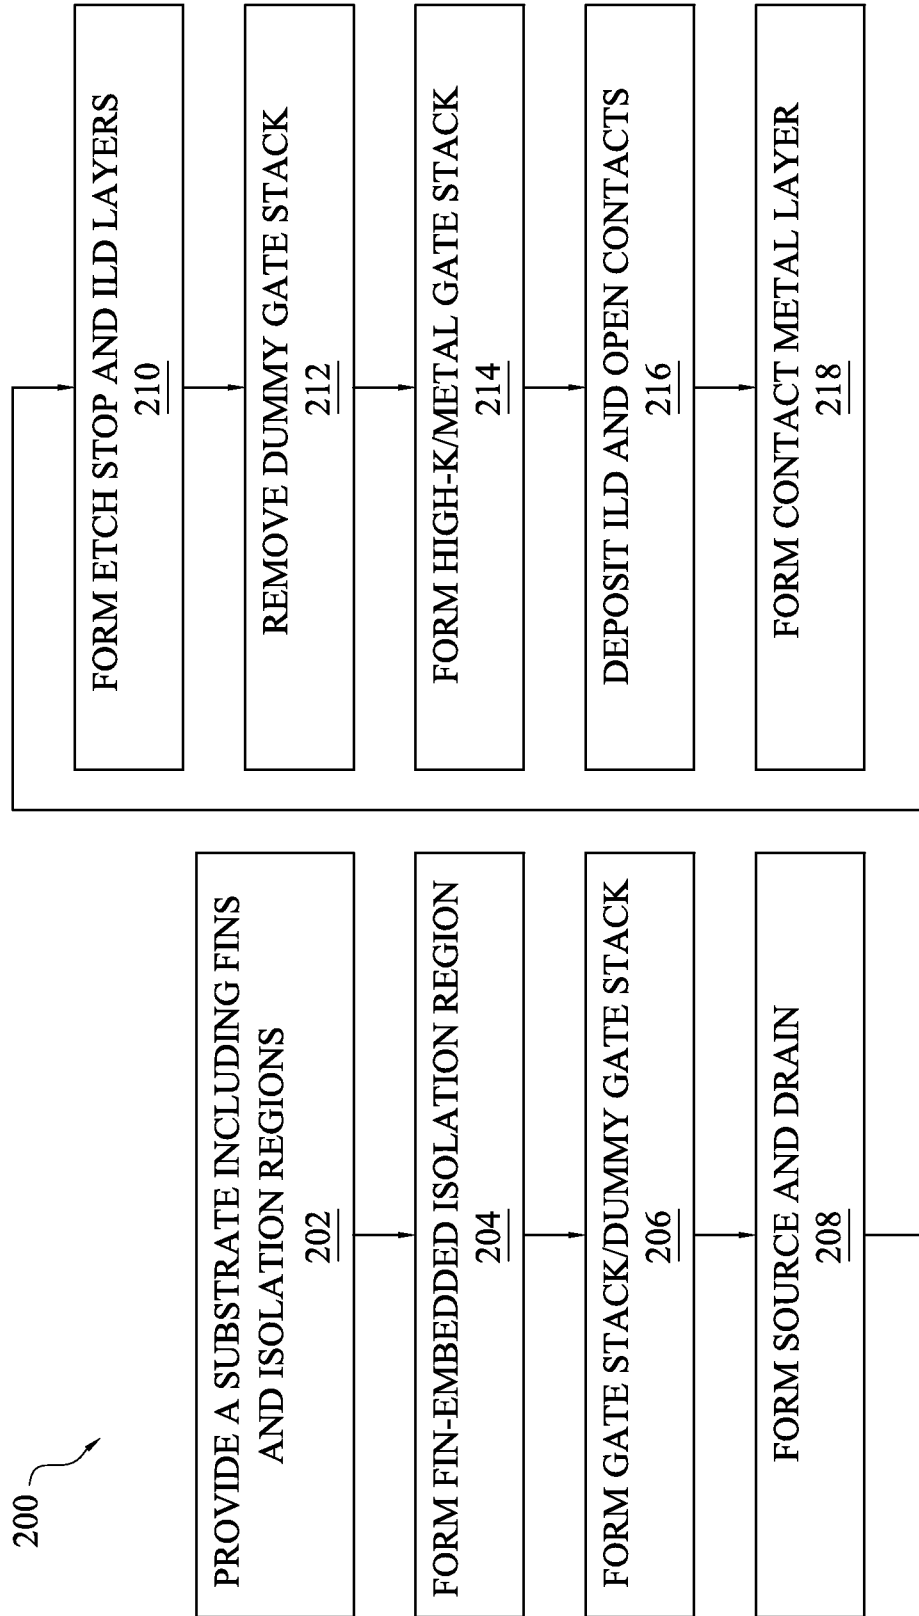 200
PROVIDE A SUBSTRATE INCLUDING FINS
AND ISOLATION REGIONS
202
FORM FIN-EMBEDDED ISOLATION REGION
204
FORM GATE STACK/DUMMY GATE STACK
206
FORM SOURCE AND DRAIN
208
FORM ETCH STOP AND ILD LAYERS
210
REMOVE DUMMY GATE STACK
212
FORM HIGH-K/METAL GATE STACK
214
DEPOSIT ILD AND OPEN CONTACTS
216
FORM CONTACT METAL LAYER
218